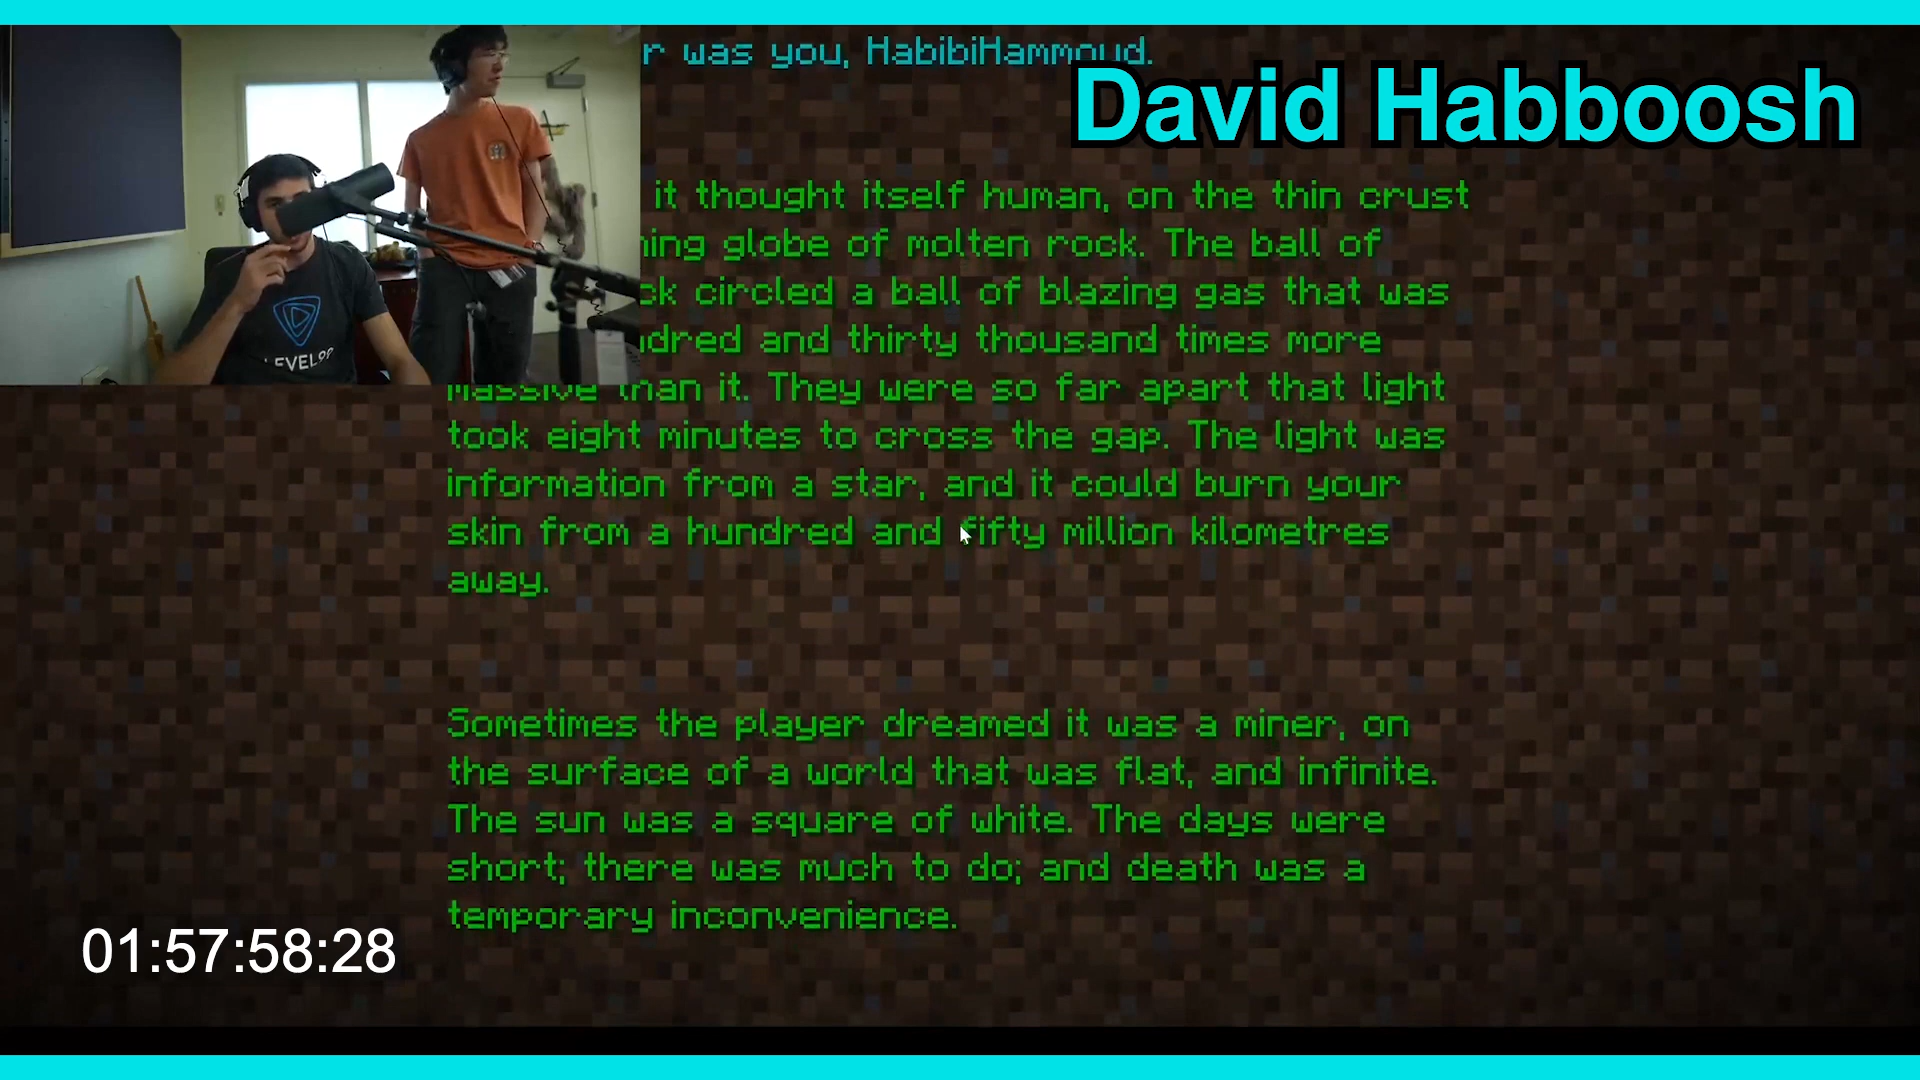 r was you, HabibiHammoud.
David Habboosh
it thought itself human, on the thin crust
ning globe of molten rock. The ball of
ck circled a ball of blazing gas that was
ndred and thirty thousand times more
massive than it. They were so far apart that light
took eight minutes to cross the gap. The light was
information from a star, and it could burn your
skin from a hundred and fifty million kilometres
away.
Sometimes the player dreamed it was a miner, on
the surface of a world that was flat, and infinite.
The sun was a square of white. The days were
short; there was much to do; and death was a
temporary inconvenience.
01:57:58:28